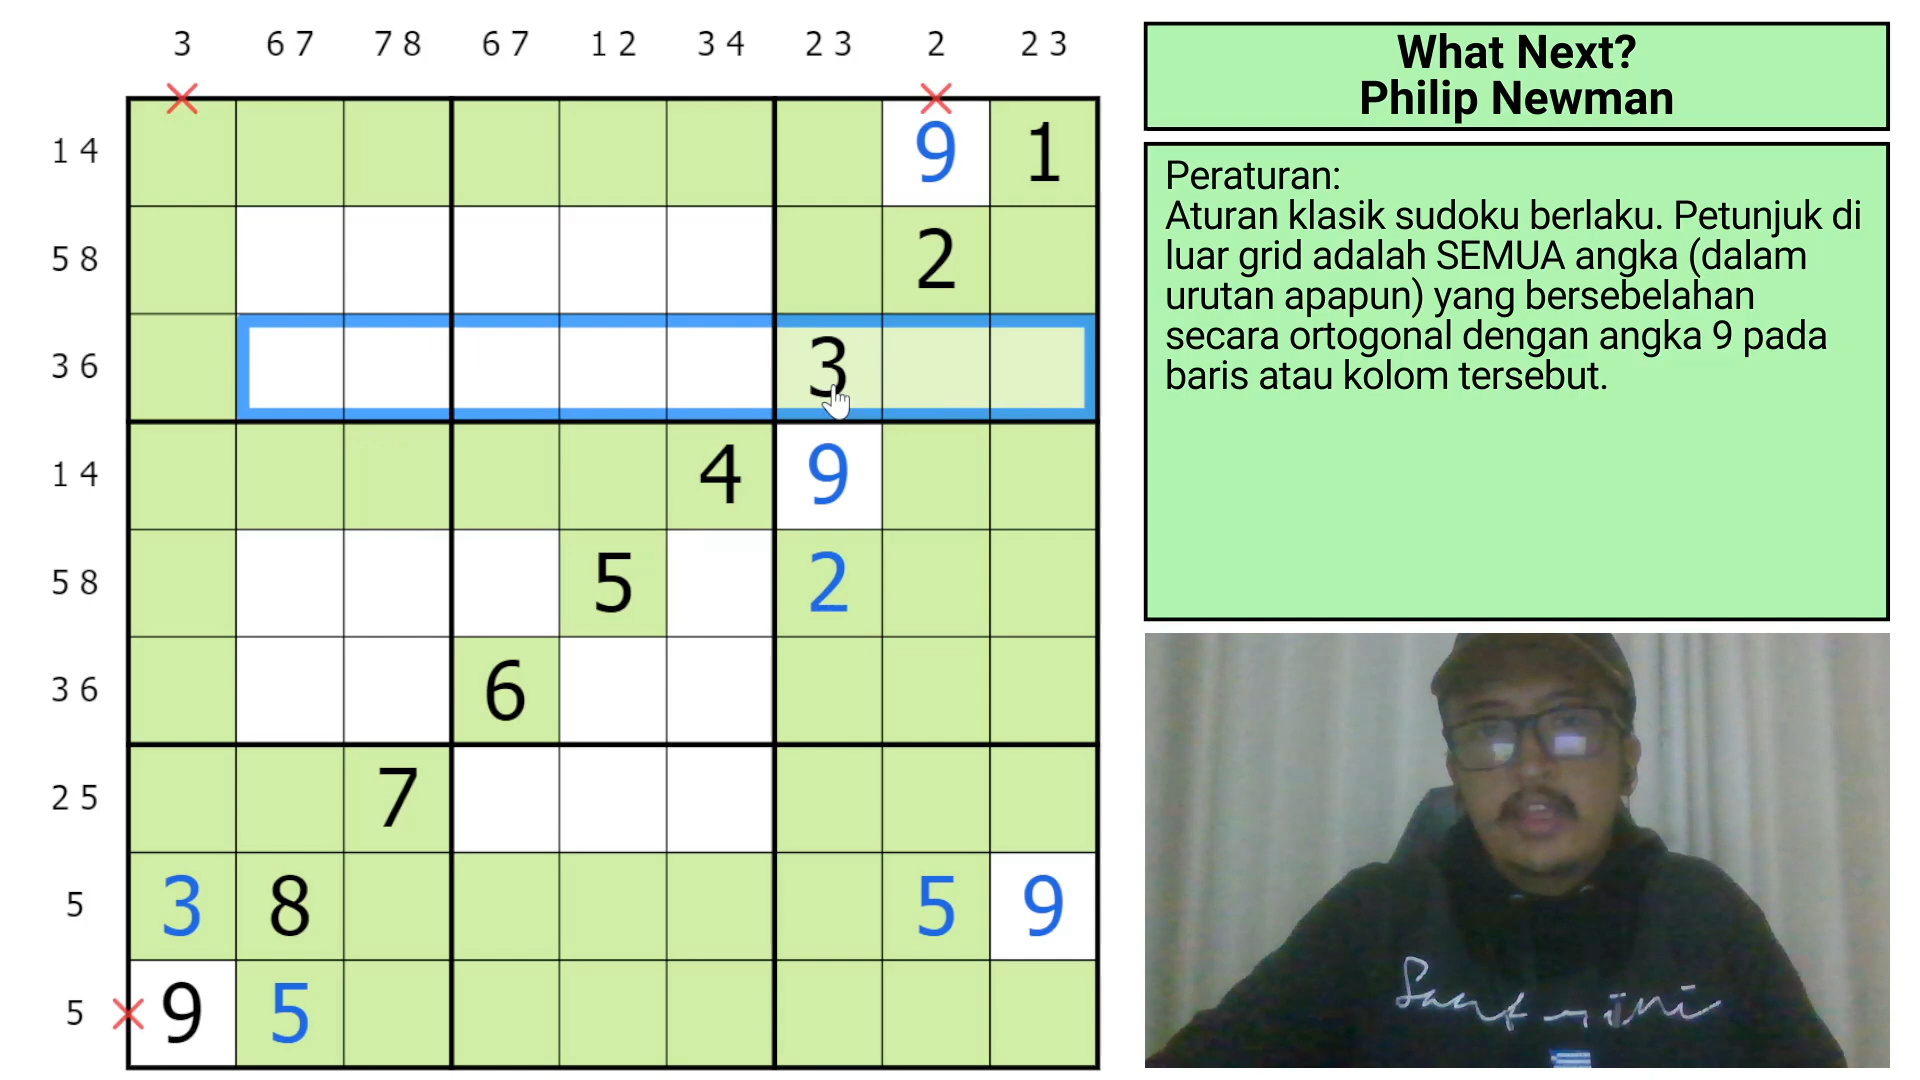 3 6 7 7 8 6 7 1 2 3 4 2 3 2 2 3
1 4 9 1
5 8 2
3 6 3
1 4 4 9
5 8 5 2
3 6 6
2 5 7
5 3 8 5 9
5 9 5
What Next?
Philip Newman
Peraturan:
Aturan klasik sudoku berlaku. Petunjuk di
luar grid adalah SEMUA angka (dalam
urutan apapun) yang bersebelahan
secara ortogonal dengan angka 9 pada
baris atau kolom tersebut.